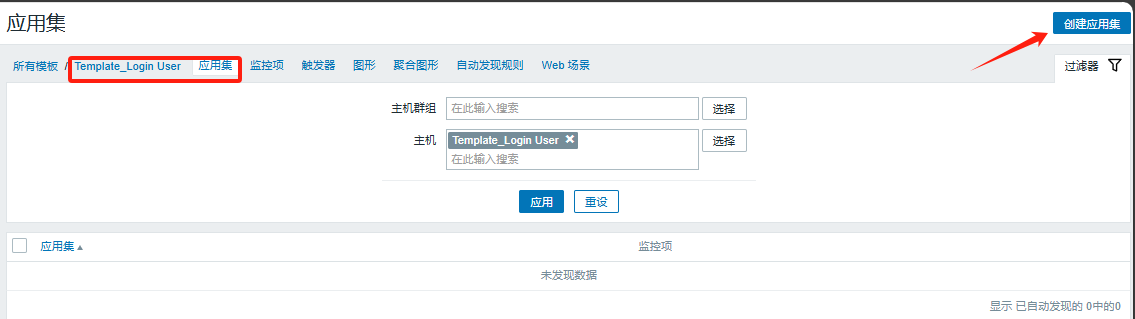 应用集
创建应用集
所有模板 / Template_Login User 应用集 监控项 触发器 图形 聚合图形 自动发现规则 Web 场景
过滤器
主机群组 在此输入搜索 选择
主机 Template_Login User 选择
在此输入搜索
应用 重设
应用集 监控项
未发现数据
显示 已自动发现的 0中的0